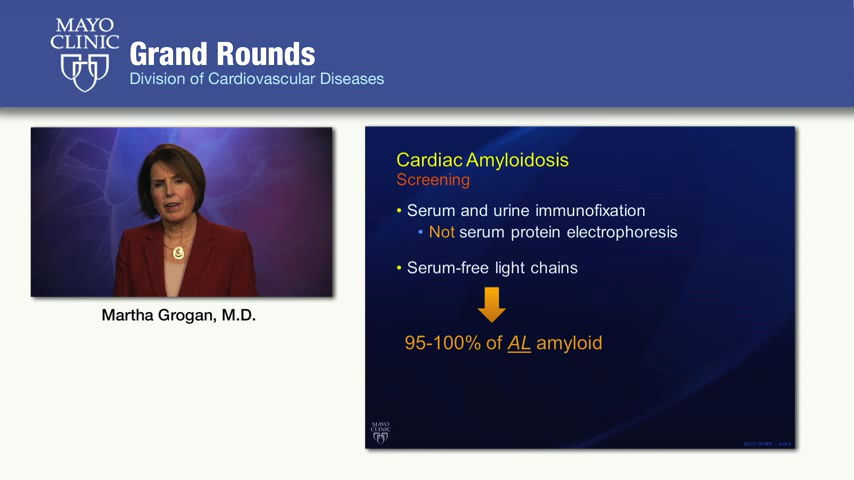 MAYO
CLINIC
Grand Rounds
Division of Cardiovascular Diseases
Cardiac Amyloidosis
Screening
• Serum and urine immunofixation
• Not serum protein electrophoresis
• Serum-free light chains
95-100% of AL amyloid
Martha Grogan, M.D.
MAYO
CLINIC